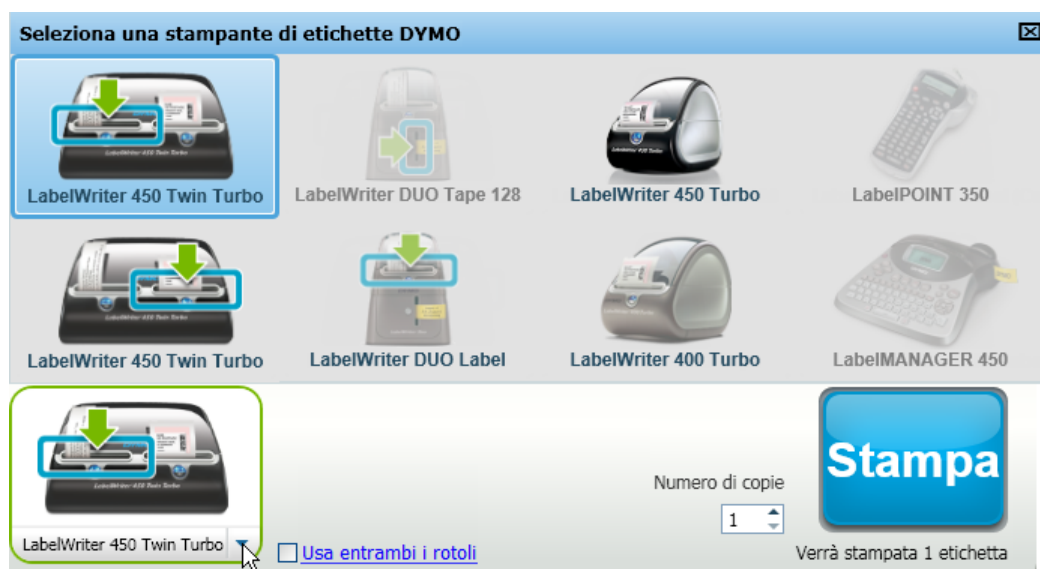 Seleziona una stampante di etichette DYMO
LabelWriter 450 Twin Turbo
LabelWriter DUO Tape 128
LabelWriter 450 Turbo
LabelPOINT 350
LabelWriter 450 Twin Turbo
LabelWriter DUO Label
LabelWriter 400 Turbo
LabelMANAGER 450
LabelWriter 450 Twin Turbo
Usa entrambi i rotoli
Numero di copie
1
Stampa
Verrà stampata 1 etichetta